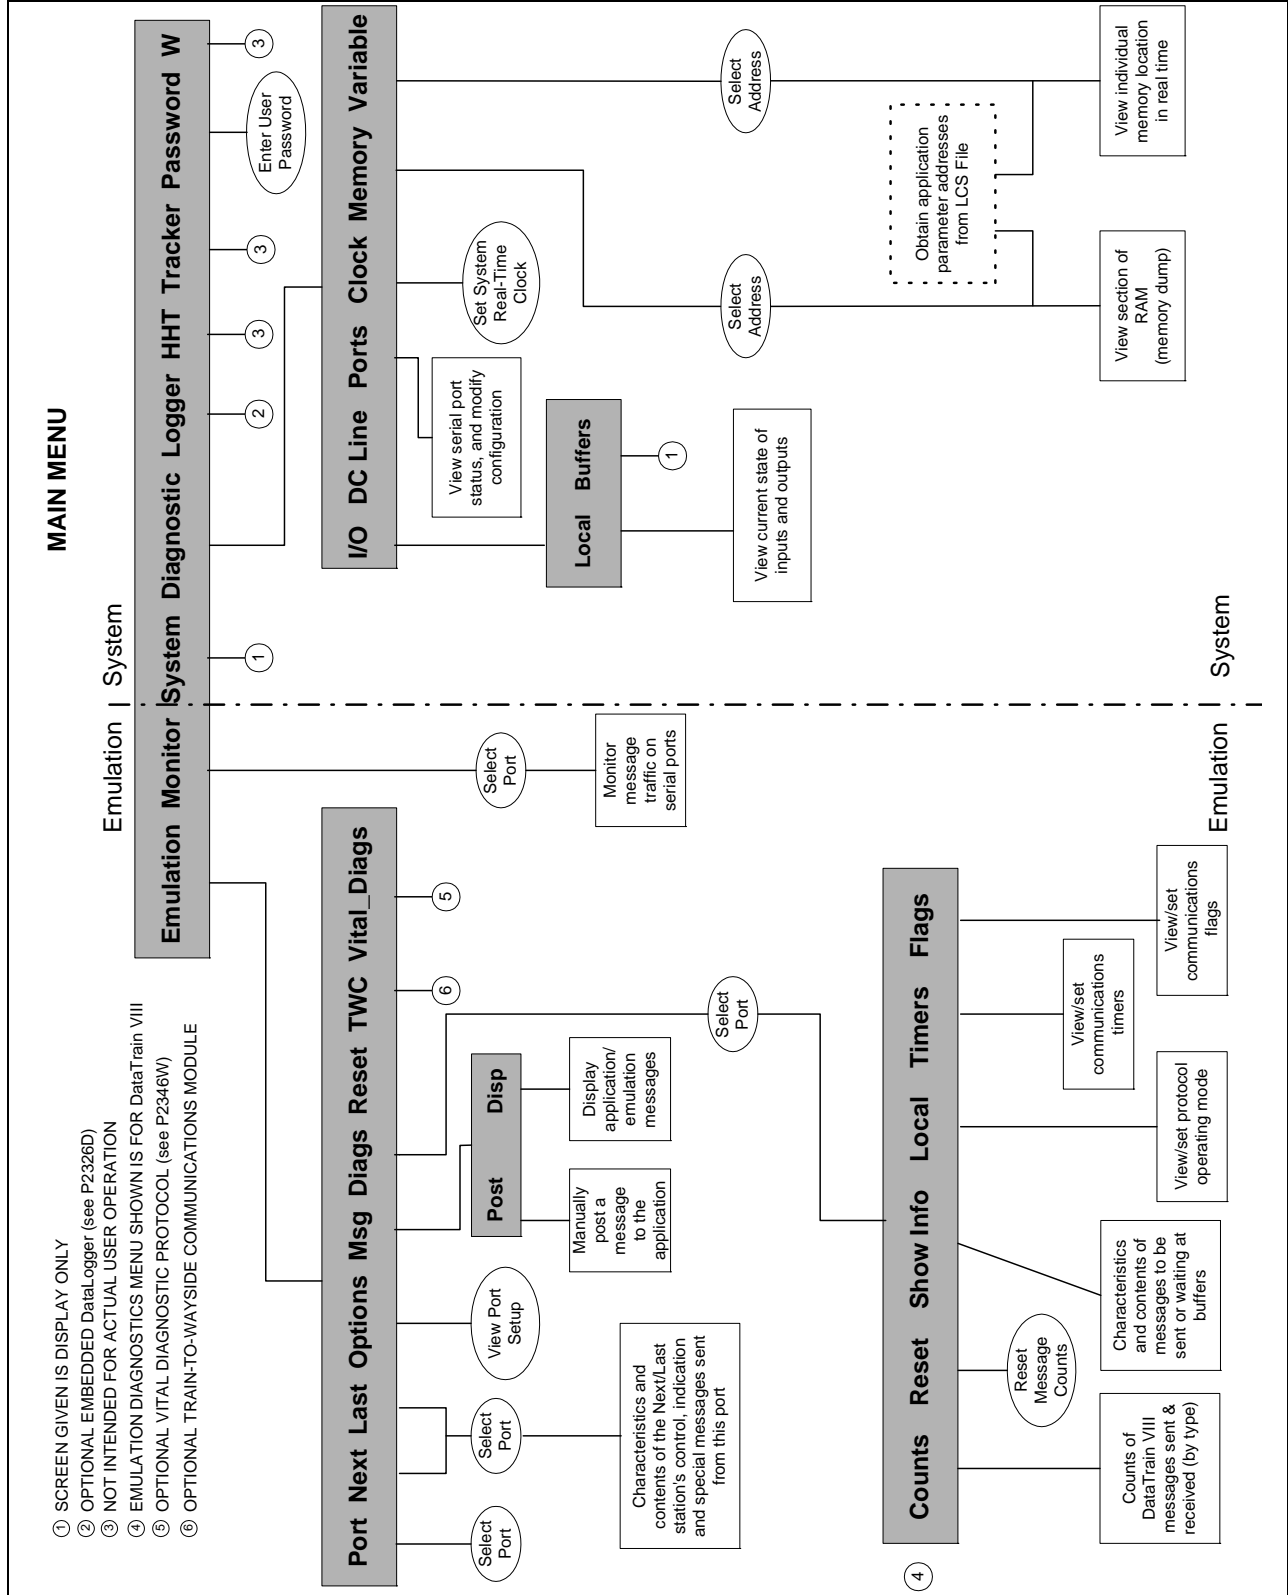 MAIN MENU
① SCREEN GIVEN IS DISPLAY ONLY
② OPTIONAL EMBEDDED DataLogger (see P2326D)
③ NOT INTENDED FOR ACTUAL USER OPERATION
④ EMULATION DIAGNOSTICS MENU SHOWN IS FOR DataTrain VIII
⑤ OPTIONAL VITAL DIAGNOSTIC PROTOCOL (see P2346W)
⑥ OPTIONAL TRAIN-TO-WAYSIDE COMMUNICATIONS MODULE
Emulation
System
Emulation Monitor System Diagnostic Logger HHT Tracker Password W
1
2
3
3
Enter User
Password
3
Port Next Last Options Msg Diags Reset TWC Vital_Diags
I/O DC Line Ports Clock Memory Variable
Select
Port
Select
Port
View Port
Setup
6
5
Select
Port
View serial port
status, and modify
configuration
Set System
Real-Time
Clock
Post Disp
Local Buffers
Manually
post a
message
to the
application
Display
application/
emulation
messages
Monitor
message
traffic on
serial ports
1
Characteristics and
contents of the Next/Last
station's control, indication
and special messages sent
from this port
Select
Port
View current state of
inputs and outputs
Select
Address
Select
Address
4
Counts Reset Show Info Local Timers Flags
Obtain application
parameter addresses
from LCS File
Reset
Message
Counts
View/set
communications
timers
Counts of
DataTrain VIII
messages sent &
received (by type)
Characteristics
and contents of
messages to be
sent or waiting at
buffers
View/set protocol
operating mode
View/set
communications
flags
View section of
RAM
(memory dump)
View individual
memory location
in real time
Emulation
System